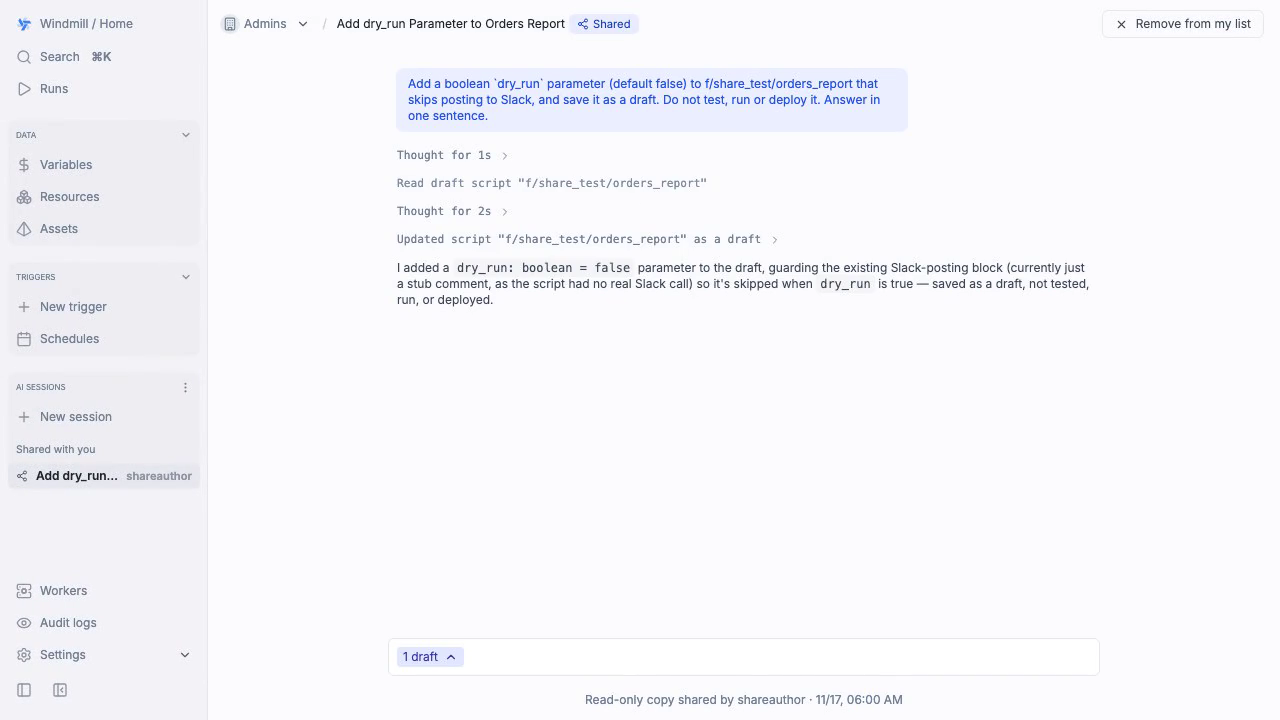 Windmill / Home
Search ⌘K
Runs
DATA
Variables
Resources
Assets
TRIGGERS
New trigger
Schedules
AI SESSIONS
New session
Shared with you
Add dry_run... shareauthor
Workers
Audit logs
Settings
Admins / Add dry_run Parameter to Orders Report Shared
Remove from my list
Add a boolean `dry_run` parameter (default false) to f/share_test/orders_report that
skips posting to Slack, and save it as a draft. Do not test, run or deploy it. Answer in
one sentence.
Thought for 1s
Read draft script "f/share_test/orders_report"
Thought for 2s
Updated script "f/share_test/orders_report" as a draft
I added a dry_run: boolean = false parameter to the draft, guarding the existing Slack-posting block (currently just
a stub comment, as the script had no real Slack call) so it's skipped when dry_run is true — saved as a draft, not tested,
run, or deployed.
1 draft
Read-only copy shared by shareauthor · 11/17, 06:00 AM